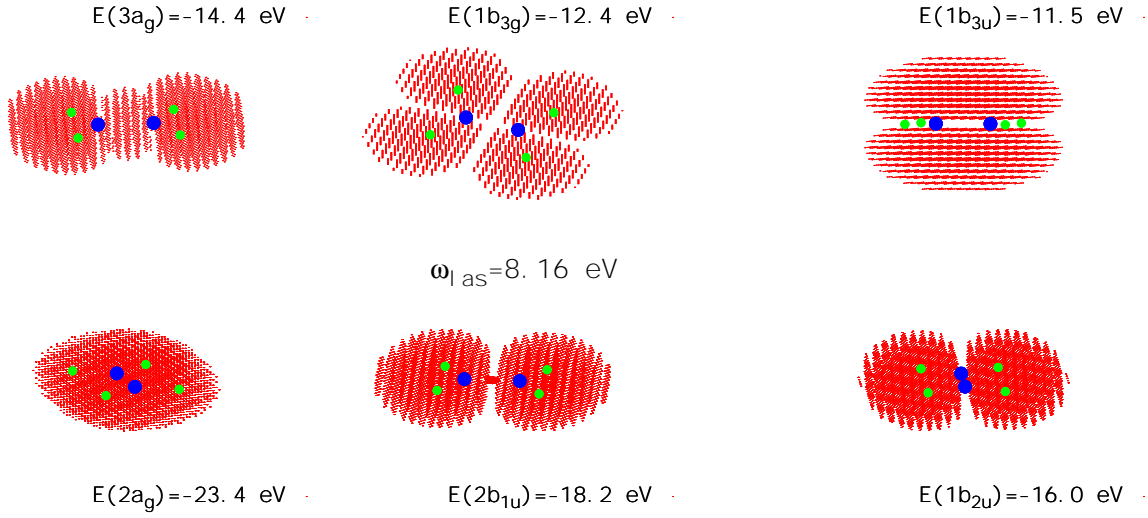 E(3a_g)=-14.4 eV
E(1b_3g)=-12.4 eV
E(1b_3u)=-11.5 eV
ω_las=8.16 eV
E(2a_g)=-23.4 eV
E(2b_1u)=-18.2 eV
E(1b_2u)=-16.0 eV